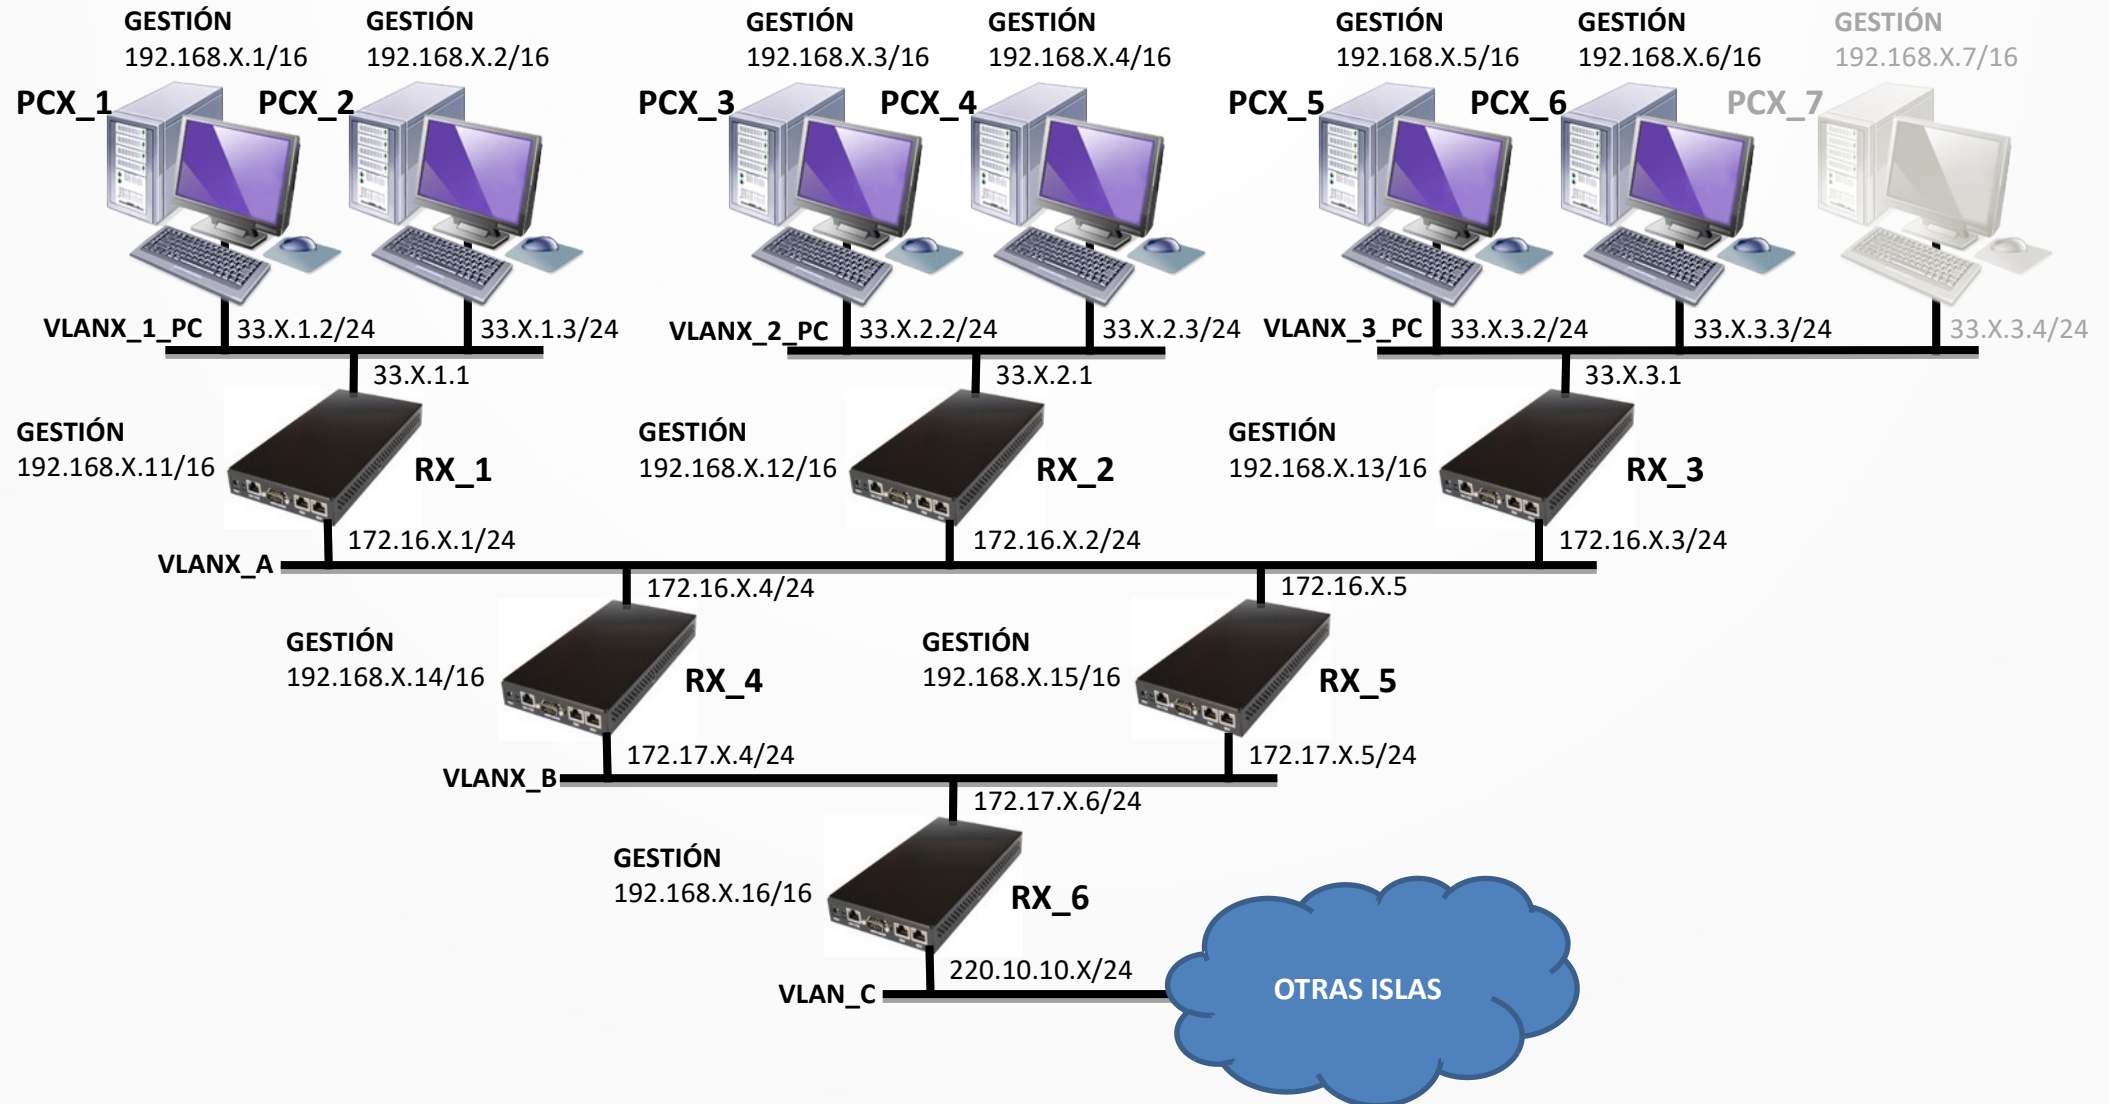 GESTIÓN
192.168.X.1/16
GESTIÓN
192.168.X.2/16
GESTIÓN
192.168.X.3/16
GESTIÓN
192.168.X.4/16
GESTIÓN
192.168.X.5/16
GESTIÓN
192.168.X.6/16
GESTIÓN
192.168.X.7/16
PCX_1
PCX_2
PCX_3
PCX_4
PCX_5
PCX_6
PCX_7
VLANX_1_PC
33.X.1.2/24
33.X.1.3/24
VLANX_2_PC
33.X.2.2/24
33.X.2.3/24
VLANX_3_PC
33.X.3.2/24
33.X.3.3/24
33.X.3.4/24
33.X.1.1
33.X.2.1
33.X.3.1
GESTIÓN
192.168.X.11/16
RX_1
GESTIÓN
192.168.X.12/16
RX_2
GESTIÓN
192.168.X.13/16
RX_3
172.16.X.1/24
172.16.X.2/24
172.16.X.3/24
VLANX_A
172.16.X.4/24
172.16.X.5
GESTIÓN
192.168.X.14/16
RX_4
GESTIÓN
192.168.X.15/16
RX_5
172.17.X.4/24
172.17.X.5/24
VLANX_B
172.17.X.6/24
GESTIÓN
192.168.X.16/16
RX_6
220.10.10.X/24
VLAN_C
OTRAS ISLAS